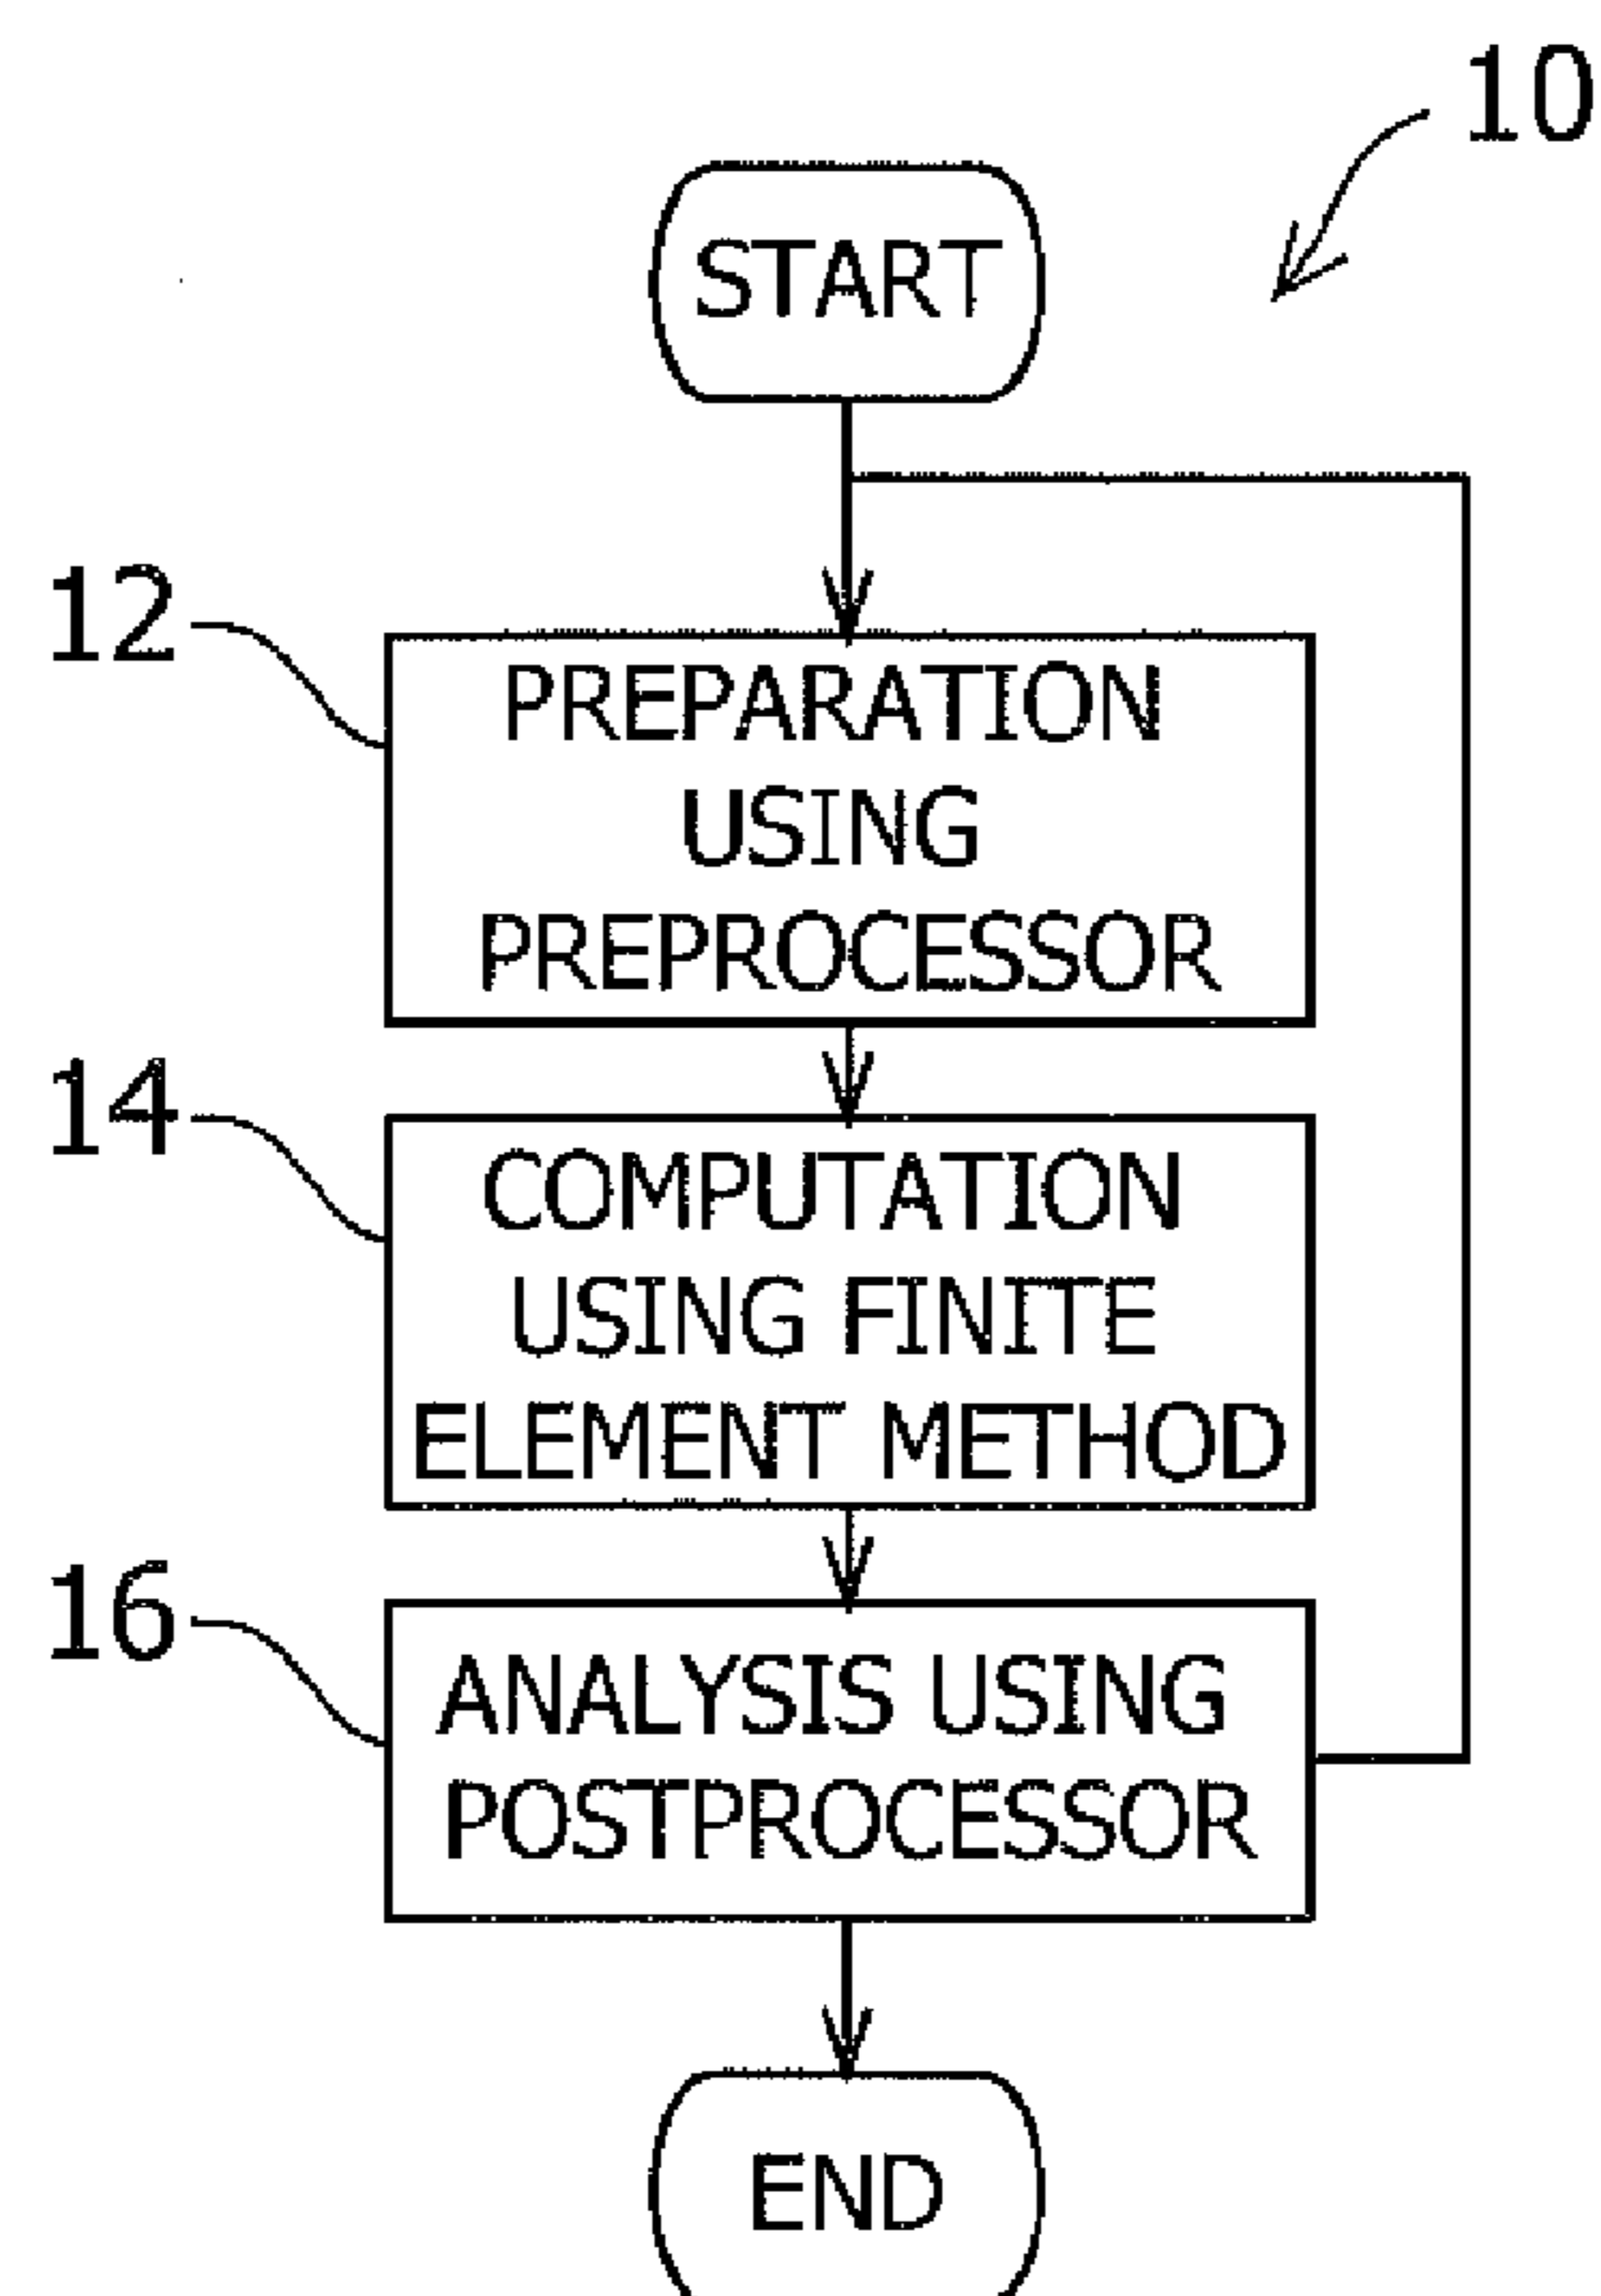 10
START
12
PREPARATION
USING
PREPROCESSOR
14
COMPUTATION
USING FINITE
ELEMENT METHOD
16
ANALYSIS USING
POSTPROCESSOR
END